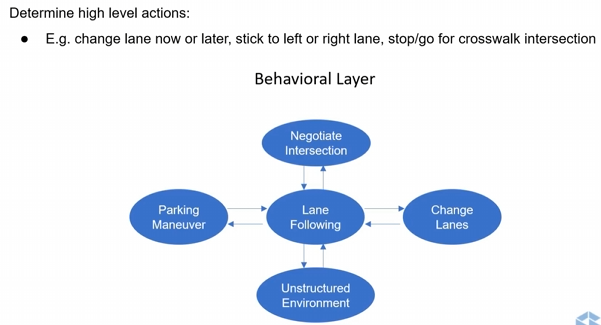 Determine high level actions:
● E.g. change lane now or later, stick to left or right lane, stop/go for crosswalk intersection
Behavioral Layer
Negotiate
Intersection
Parking
Maneuver
Lane
Following
Change
Lanes
Unstructured
Environment